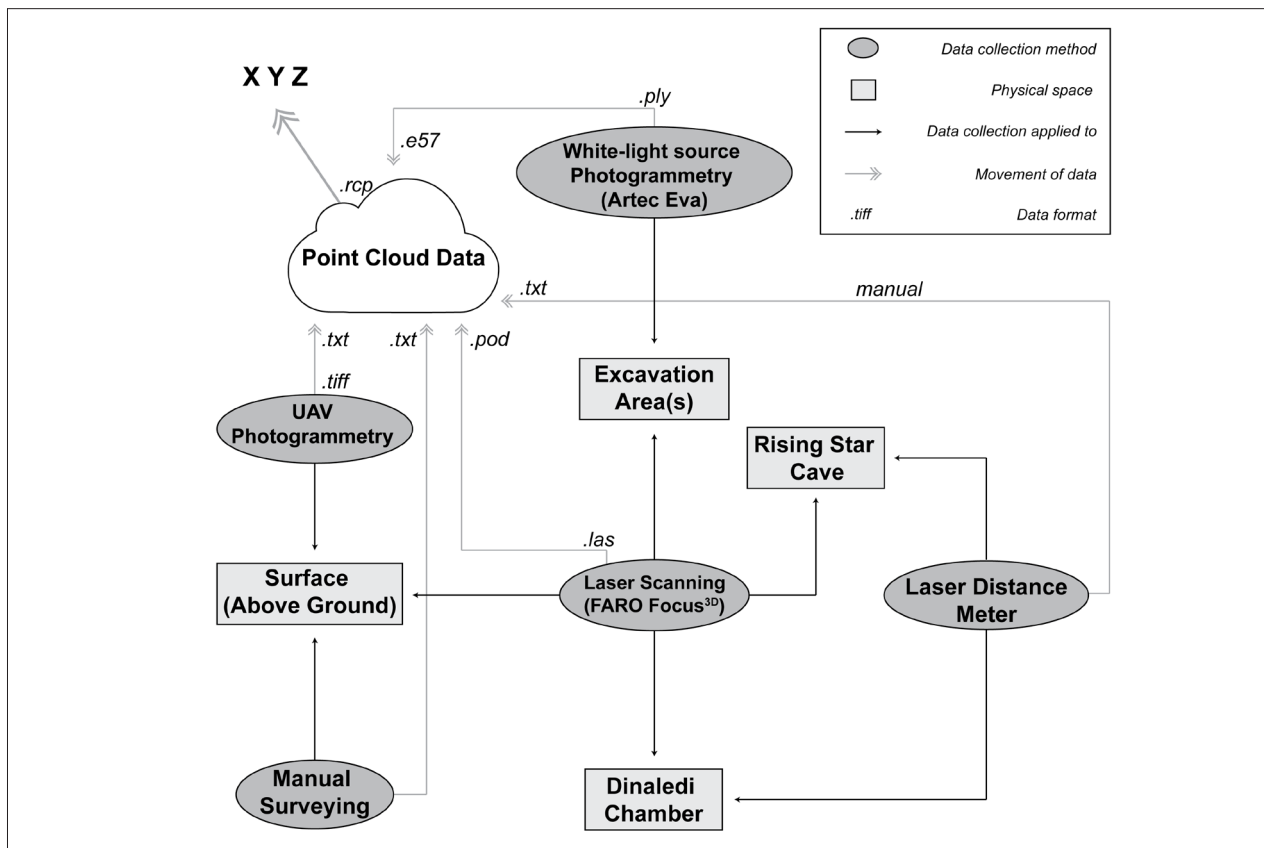 X Y Z
.ply
.e57
.rcp
Point Cloud Data
White-light source
Photogrammetry
(Artec Eva)
Data collection method
Physical space
Data collection applied to
Movement of data
.tiff
Data format
.txt
manual
.txt
.txt
.pod
.tiff
UAV
Photogrammetry
Excavation
Area(s)
Rising Star
Cave
.las
Surface
(Above Ground)
Laser Scanning
(FARO Focus³ᴰ)
Laser Distance
Meter
Manual
Surveying
Dinaledi
Chamber